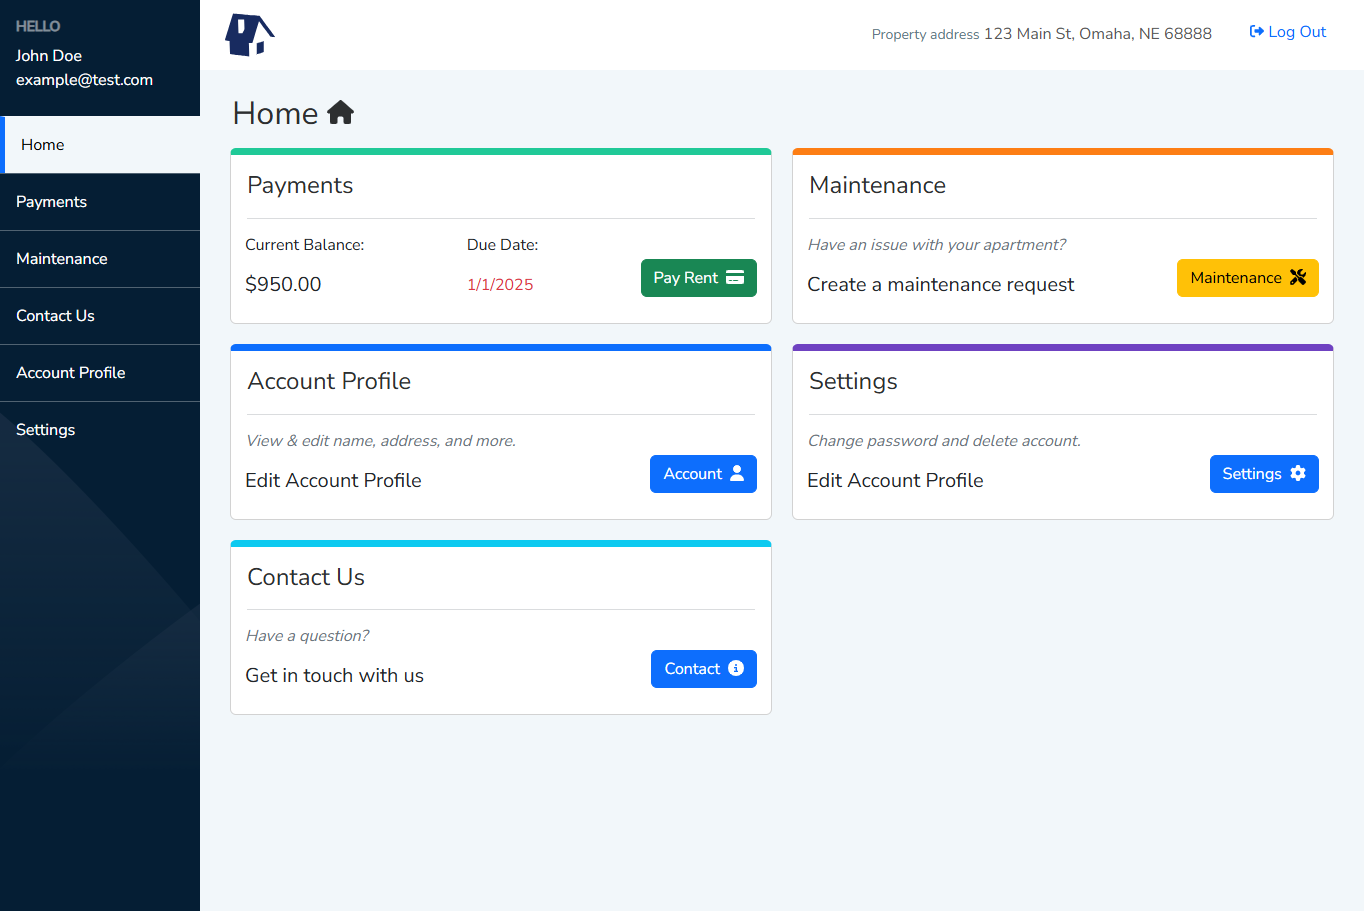 HELLO
John Doe
example@test.com
Home
Payments
Maintenance
Contact Us
Account Profile
Settings
Property address 123 Main St, Omaha, NE 68888
Log Out
Home
Payments
Current Balance:
$950.00
Due Date:
1/1/2025
Pay Rent
Maintenance
Have an issue with your apartment?
Create a maintenance request
Maintenance
Account Profile
View & edit name, address, and more.
Edit Account Profile
Account
Settings
Change password and delete account.
Edit Account Profile
Settings
Contact Us
Have a question?
Get in touch with us
Contact